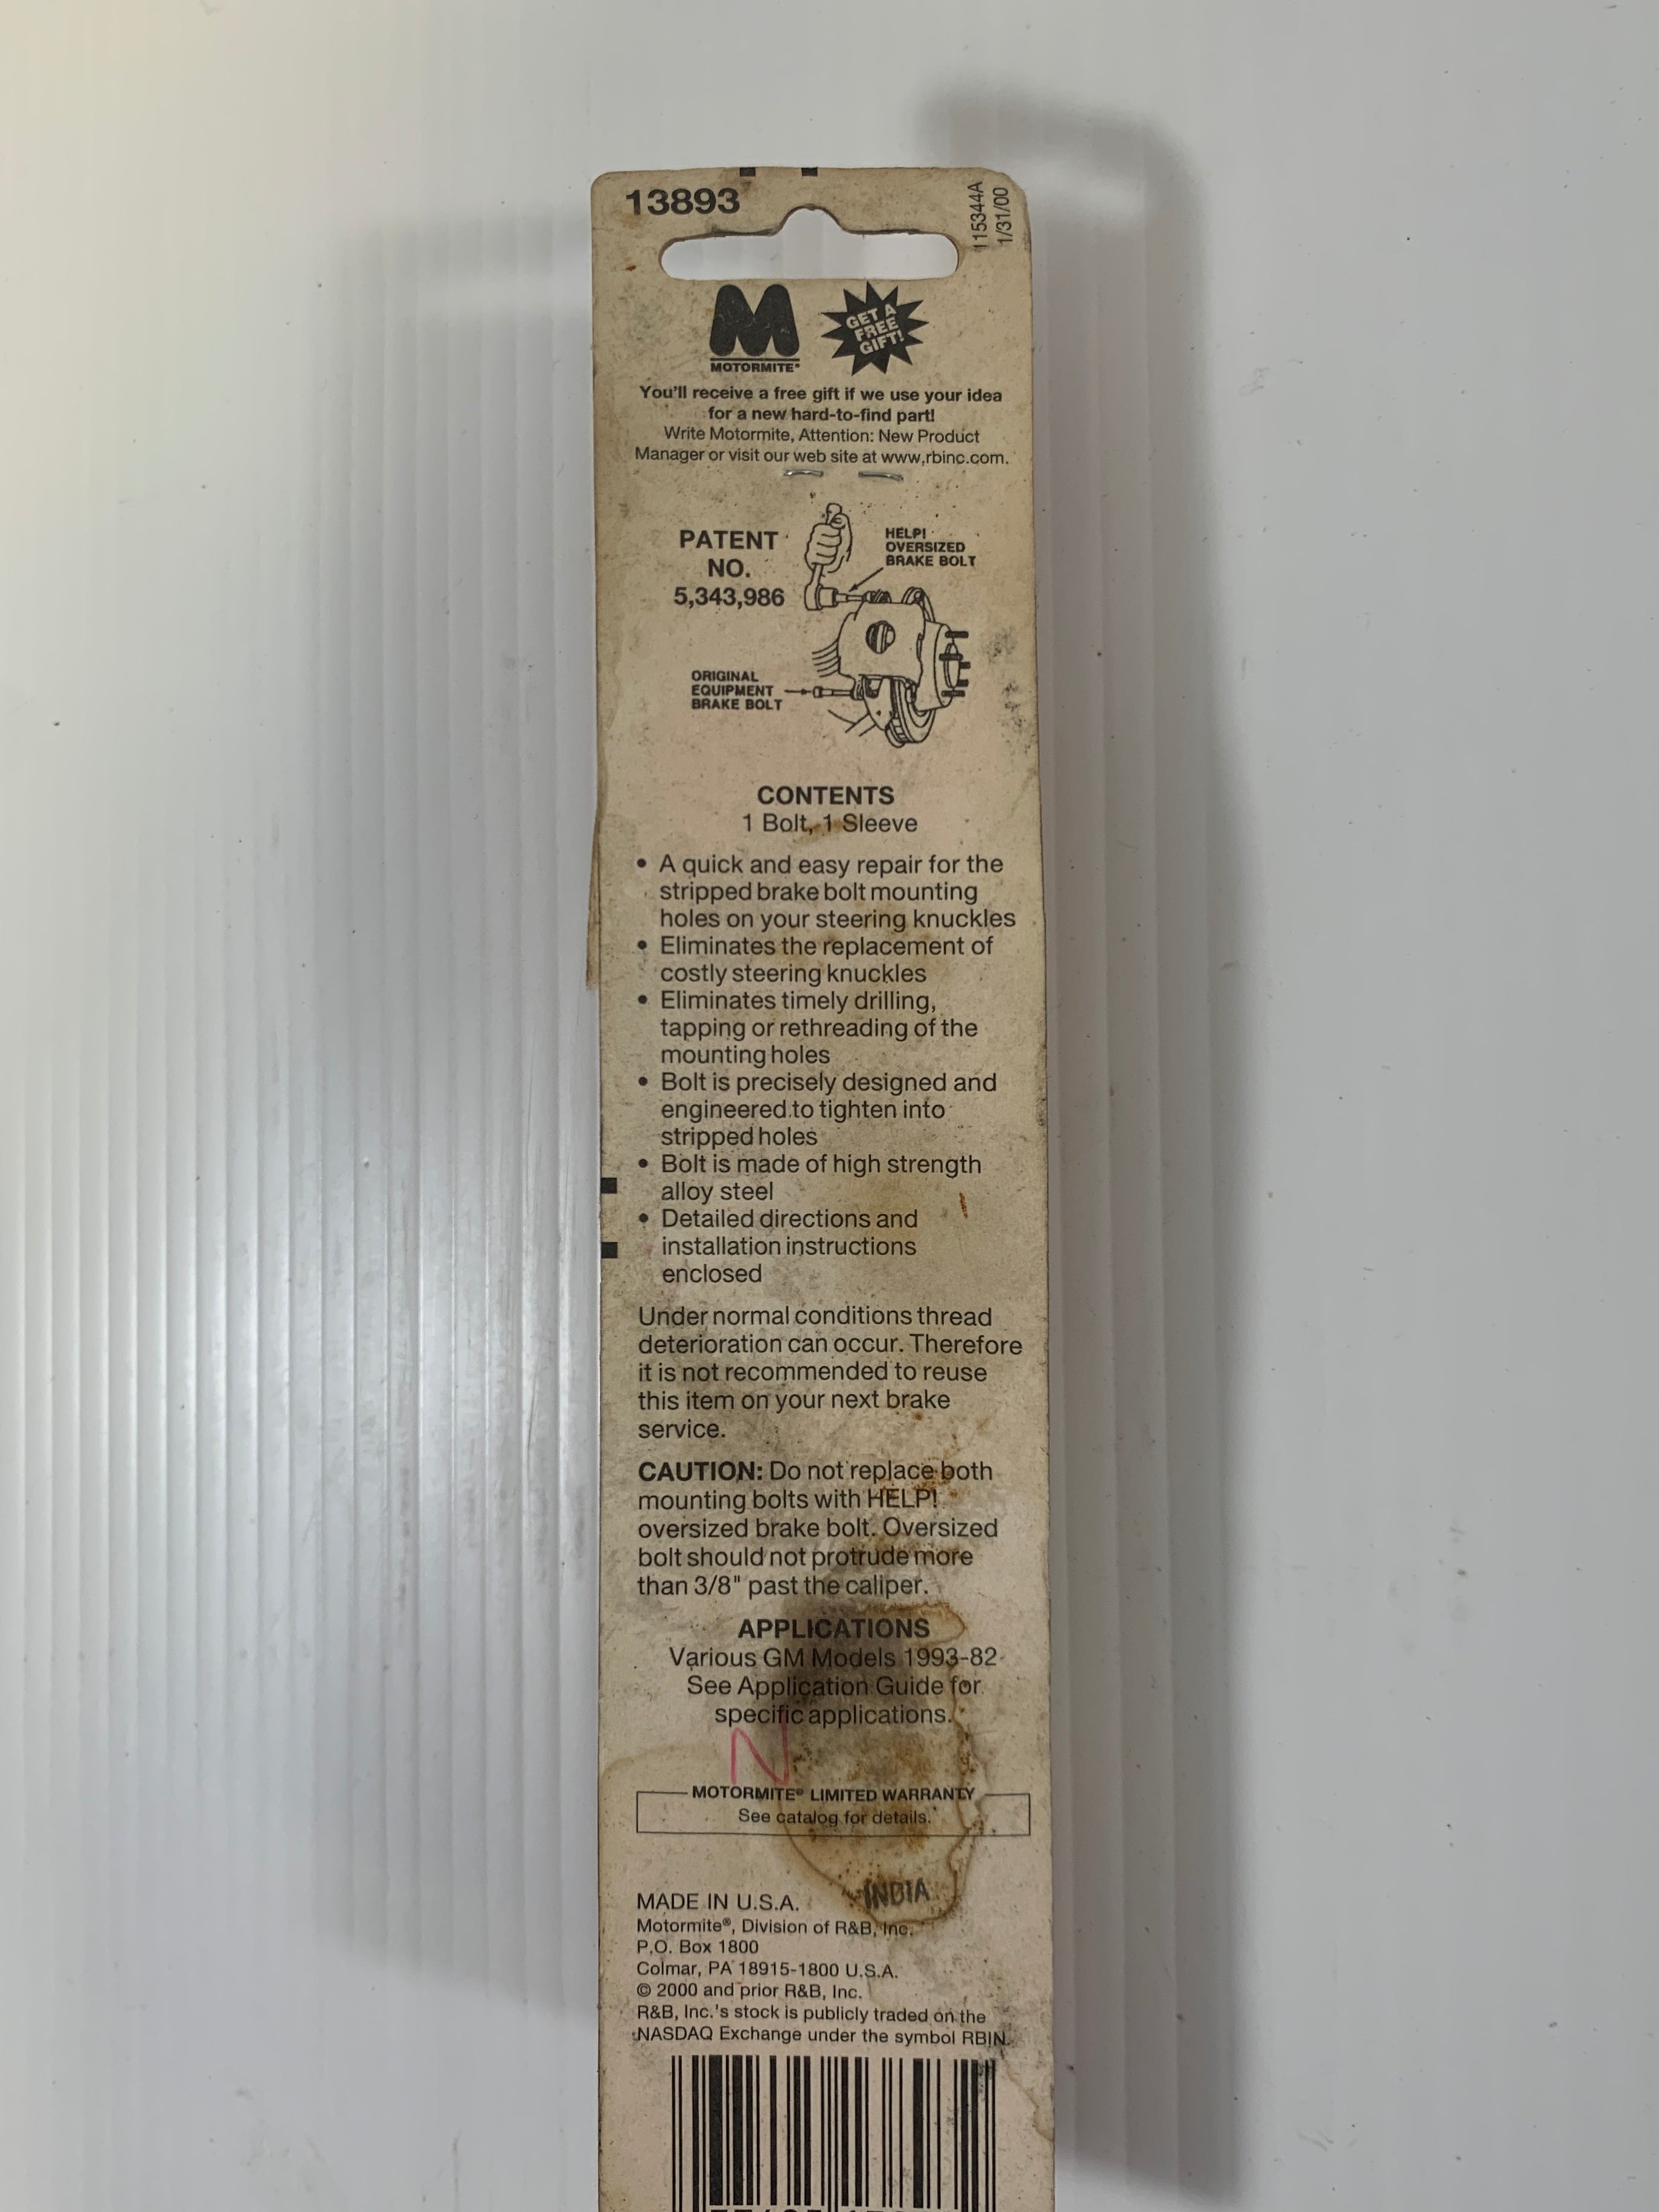 13893
115344A
1/31/00
M
MOTORMITE®
GET A
FREE
GIFT!
You'll receive a free gift if we use your idea
for a new hard-to-find part!
Write Motormite, Attention: New Product
Manager or visit our web site at www.rbinc.com.
PATENT
NO.
5,343,986
HELP!
OVERSIZED
BRAKE BOLT
ORIGINAL
EQUIPMENT
BRAKE BOLT
CONTENTS
1 Bolt, 1 Sleeve
• A quick and easy repair for the
stripped brake bolt mounting
holes on your steering knuckles
• Eliminates the replacement of
costly steering knuckles
• Eliminates timely drilling,
tapping or rethreading of the
mounting holes
• Bolt is precisely designed and
engineered to tighten into
stripped holes
• Bolt is made of high strength
alloy steel
• Detailed directions and
installation instructions
enclosed
Under normal conditions thread
deterioration can occur. Therefore
it is not recommended to reuse
this item on your next brake
service.
CAUTION: Do not replace both
mounting bolts with HELP!
oversized brake bolt. Oversized
bolt should not protrude more
than 3/8" past the caliper.
APPLICATIONS
Various GM Models 1993-82
See Application Guide for
specific applications.
N
MOTORMITE® LIMITED WARRANTY
See catalog for details.
INDIA
MADE IN U.S.A.
Motormite®, Division of R&B, Inc.
P.O. Box 1800
Colmar, PA 18915-1800 U.S.A.
© 2000 and prior R&B, Inc.
R&B, Inc.'s stock is publicly traded on the
NASDAQ Exchange under the symbol RBIN.